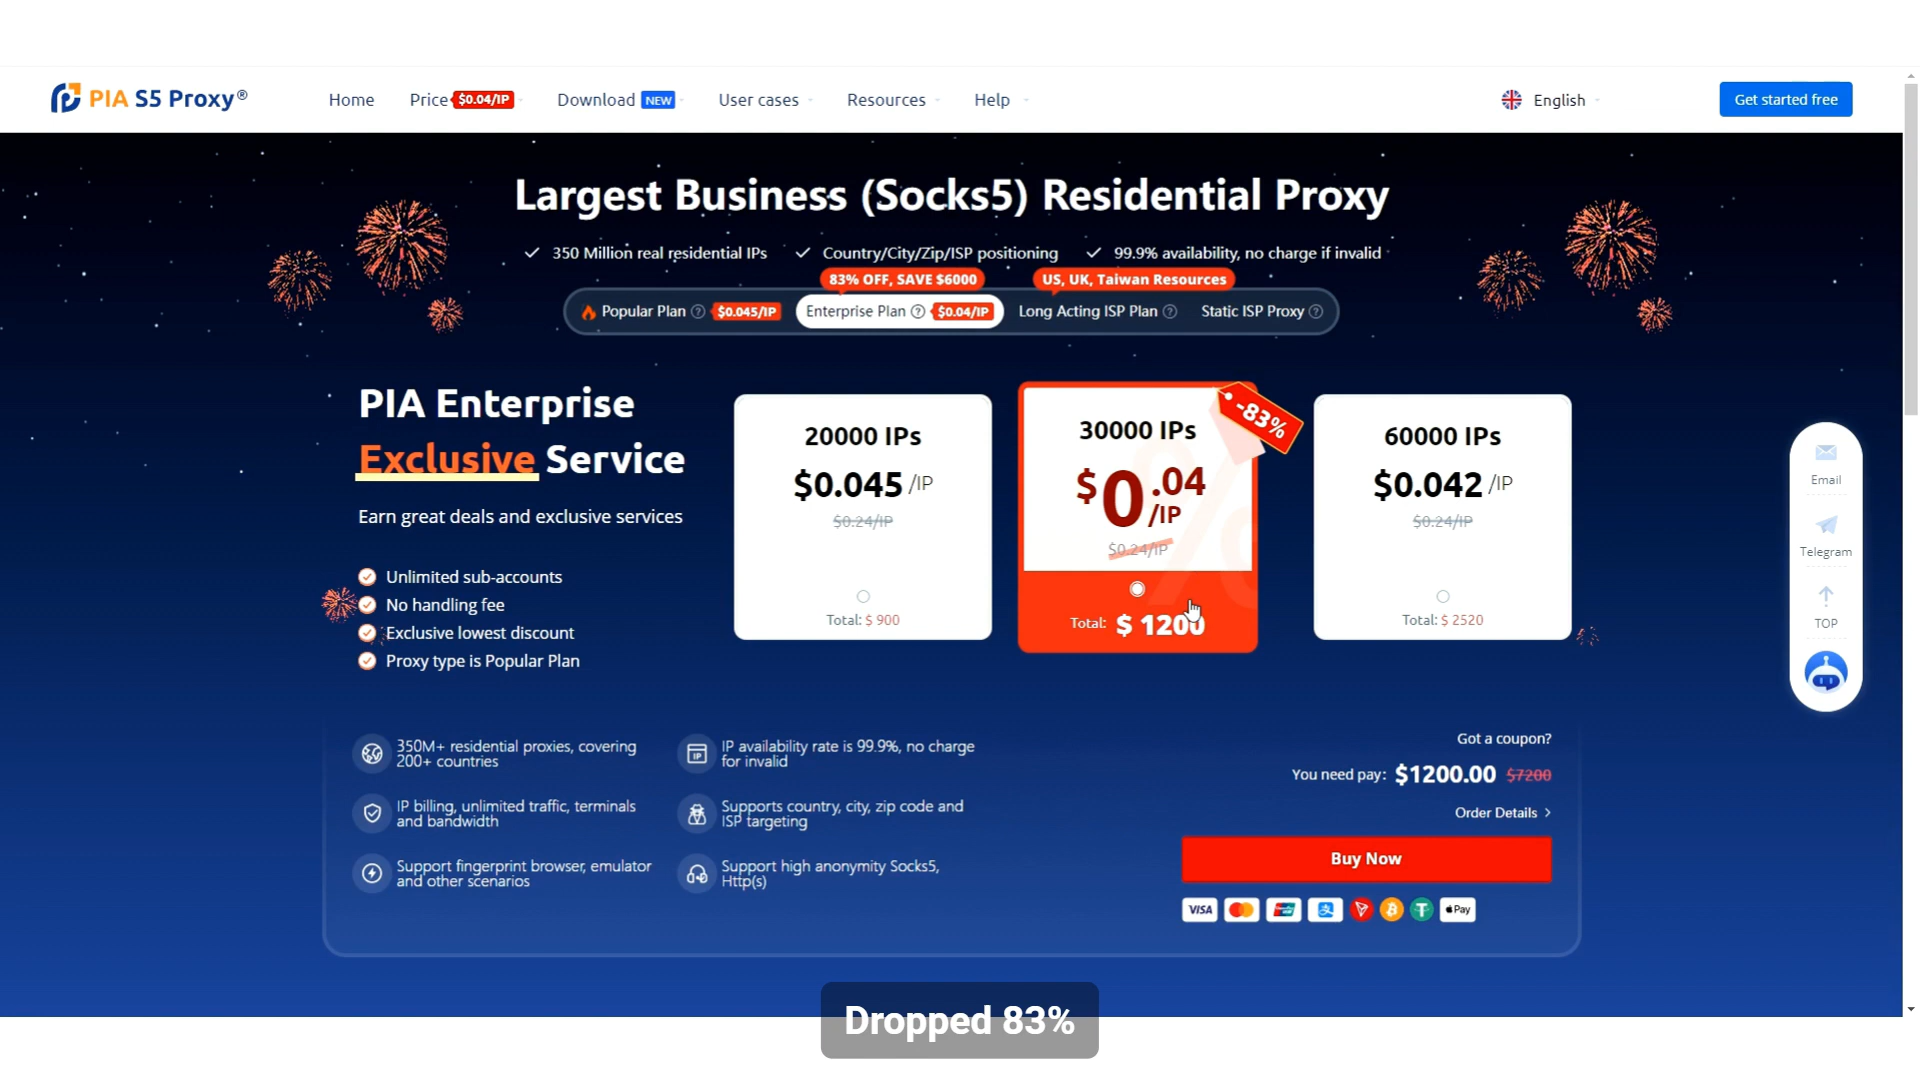 PIA S5 Proxy®
Home
Price $0.04/IP
Download NEW
User cases
Resources
Help
English
Get started free
Largest Business (Socks5) Residential Proxy
350 Million real residential IPs
Country/City/Zip/ISP positioning
99.9% availability, no charge if invalid
83% OFF, SAVE $6000
US, UK, Taiwan Resources
Popular Plan ? $0.045/IP
Enterprise Plan ? $0.04/IP
Long Acting ISP Plan ?
Static ISP Proxy ?
PIA Enterprise
Exclusive Service
Earn great deals and exclusive services
Unlimited sub-accounts
No handling fee
Exclusive lowest discount
Proxy type is Popular Plan
20000 IPs
$0.045 /IP
$0.24/IP
Total: $ 900
-83%
30000 IPs
$0.04
/IP
$0.24/IP
Total: $ 1200
60000 IPs
$0.042 /IP
$0.24/IP
Total: $ 2520
Email
Telegram
TOP
350M+ residential proxies, covering
200+ countries
IP availability rate is 99.9%, no charge
for invalid
IP billing, unlimited traffic, terminals
and bandwidth
Supports country, city, zip code and
ISP targeting
Support fingerprint browser, emulator
and other scenarios
Support high anonymity Socks5,
Http(s)
Got a coupon?
You need pay: $1200.00 $7200
Order Details >
Buy Now
VISA
支
Pay
Dropped 83%